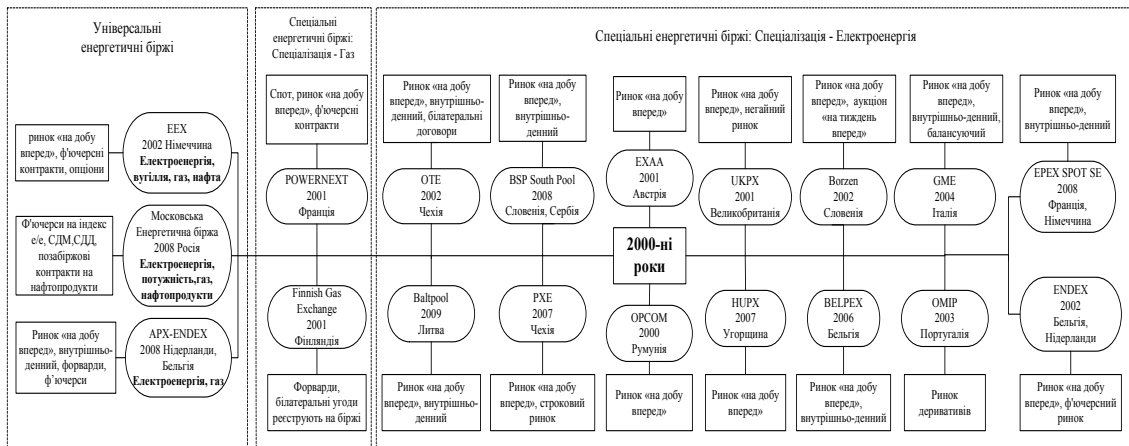 Універсальні
енергетичні біржі
ринок «на добу
вперед», ф'ючерсні
контракти, опціони
ЕЕХ
2002 Німеччина
Електроенергія,
вугілля, газ, нафта
Ф'ючерси на індекс
е/е, СДМ,СДД,
позабіржові
контракти на
нафтопродукти
Московська
Енергетична біржа
2008 Росія
Електроенергія,
потужність,газ,
нафтопродукти
Ринок «на добу
вперед», внутрішньо-
денний, форварди,
ф’ючерси
APX-ENDEX
2008 Нідерланди,
Бельгія
Електроенергія, газ
Спеціальні
енергетичні біржі:
Спеціалізація - Газ
Спот, ринок «на добу
вперед», ф'ючерсні
контракти
POWERNEXT
2001
Франція
Finnish Gas
Exchange
2001
Фінляндія
Форварди,
білатеральні угоди
реєструють на біржі
Спеціальні енергетичні біржі: Спеціалізація - Електроенергія
Ринок «на добу
вперед», внутрішньо-
денний, білатеральні
договори
ОТЕ
2002
Чехія
Baltpool
2009
Литва
Ринок «на добу
вперед», внутрішньо-
денний
Ринок «на добу
вперед»,
внутрішньо-
денний
BSP South Pool
2008
Словенія, Сербія
PXE
2007
Чехія
Ринок «на добу
вперед», строковий
ринок
Ринок «на добу
вперед»
EXAA
2001
Австрія
2000-ні
роки
OPCOM
2000
Румунія
Ринок «на добу
вперед»
Ринок «на добу
вперед», негайний
ринок
UKPX
2001
Великобританія
HUPX
2007
Угорщина
Ринок «на добу
вперед»
Ринок «на добу
вперед», аукціон
«на тиждень
вперед»
Borzen
2002
Словенія
BELPEX
2006
Бельгія
Ринок «на добу
вперед»,
внутрішньо-денний
Ринок «на добу
вперед»,
внутрішньо-денний,
балансуючий
GME
2004
Італія
OMIP
2003
Португалія
Ринок
деривативів
Ринок «на добу
вперед»,
внутрішньо-денний
EPEX SPOT SE
2008
Франція,
Німеччина
ENDEX
2002
Бельгія,
Нідерланди
Ринок «на добу
вперед», ф'ючерсний
ринок